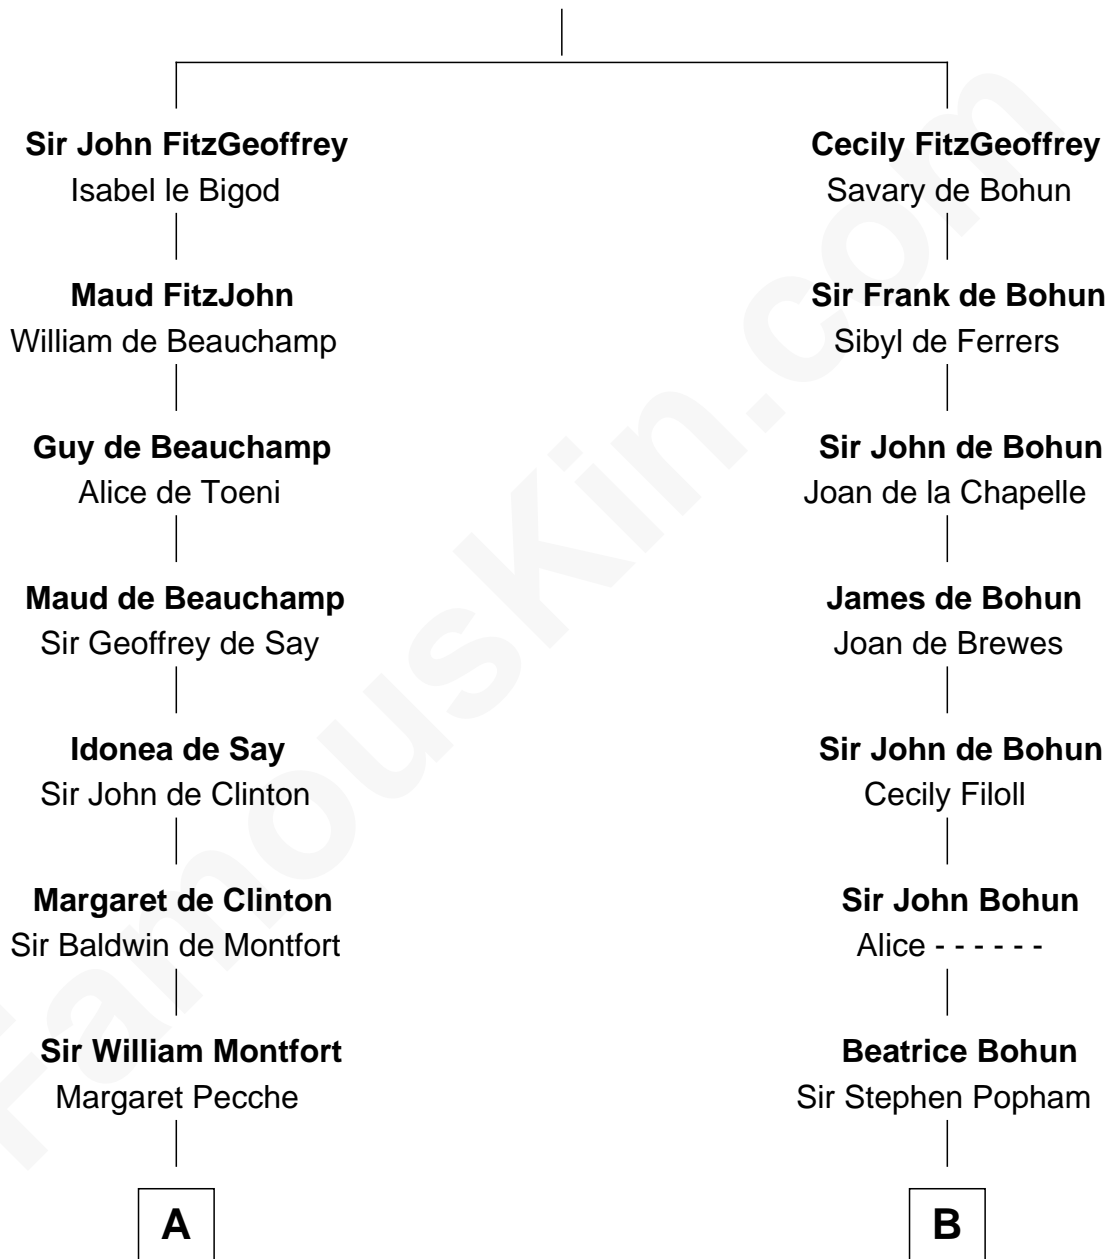 Sir John FitzGeoffrey
Isabel le Bigod
Maud FitzJohn
William de Beauchamp
Guy de Beauchamp
Alice de Toeni
Maud de Beauchamp
Sir Geoffrey de Say
Idonea de Say
Sir John de Clinton
Margaret de Clinton
Sir Baldwin de Montfort
Sir William Montfort
Margaret Pecche
A
Cecily FitzGeoffrey
Savary de Bohun
Sir Frank de Bohun
Sibyl de Ferrers
Sir John de Bohun
Joan de la Chapelle
James de Bohun
Joan de Brewes
Sir John de Bohun
Cecily Filoll
Sir John Bohun
Alice - - - - - -
Beatrice Bohun
Sir Stephen Popham
B
FamousKin.com